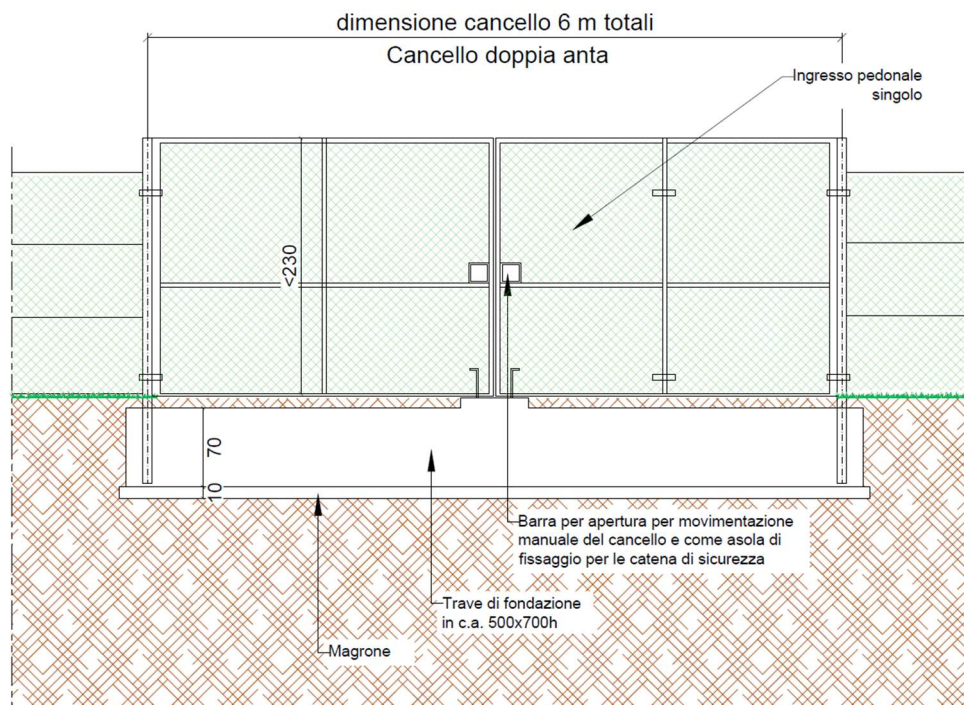 dimensione cancello 6 m totali
Cancello doppia anta
Ingresso pedonale
singolo
<230
70
10
Barra per apertura per movimentazione
manuale del cancello e come asola di
fissaggio per le catena di sicurezza
Trave di fondazione
in c.a. 500x700h
Magrone